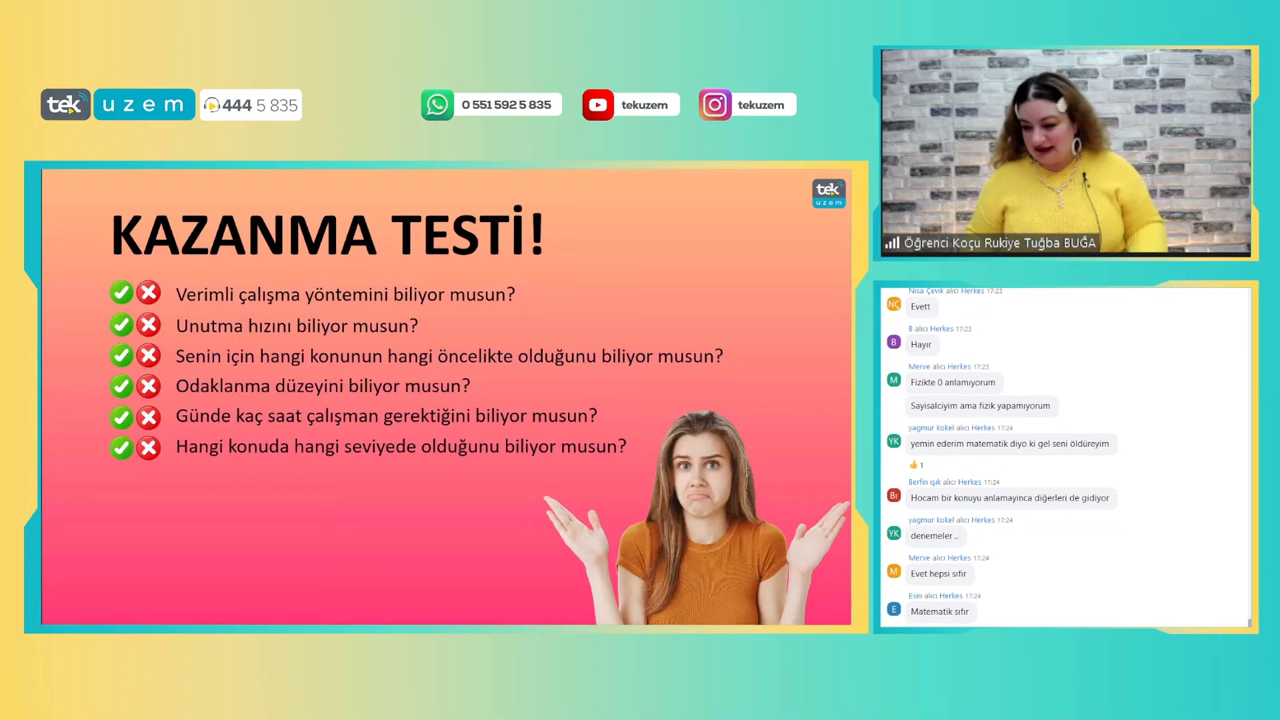 tek uzem 444 5 835
0 551 592 5 835
tekuzem
tekuzem
tek
uzem
KAZANMA TESTİ!
Verimli çalışma yöntemini biliyor musun?
Unutma hızını biliyor musun?
Senin için hangi konunun hangi öncelikte olduğunu biliyor musun?
Odaklanma düzeyini biliyor musun?
Günde kaç saat çalışman gerektiğini biliyor musun?
Hangi konuda hangi seviyede olduğunu biliyor musun?
Öğrenci Koçu Rukiye Tuğba BUĞA
Nisa Çevik alıcı Herkes 17:23
NÇ
Evett
B alıcı Herkes 17:23
B
Hayır
Merve alıcı Herkes 17:23
M
Fizikte 0 anlamıyorum
Sayisalciyim ama fizik yapamıyorum
yagmur kokel alıcı Herkes 17:24
YK
yemin ederim matematik diyo ki gel seni öldüreyim
1
Berfin ışık alıcı Herkes 17:24
Bı
Hocam bir konuyu anlamayinca diğerleri de gidiyor
yagmur kokel alıcı Herkes 17:24
YK
denemeler ..
Merve alıcı Herkes 17:24
M
Evet hepsi sıfır
Esin alıcı Herkes 17:24
E
Matematik sıfır